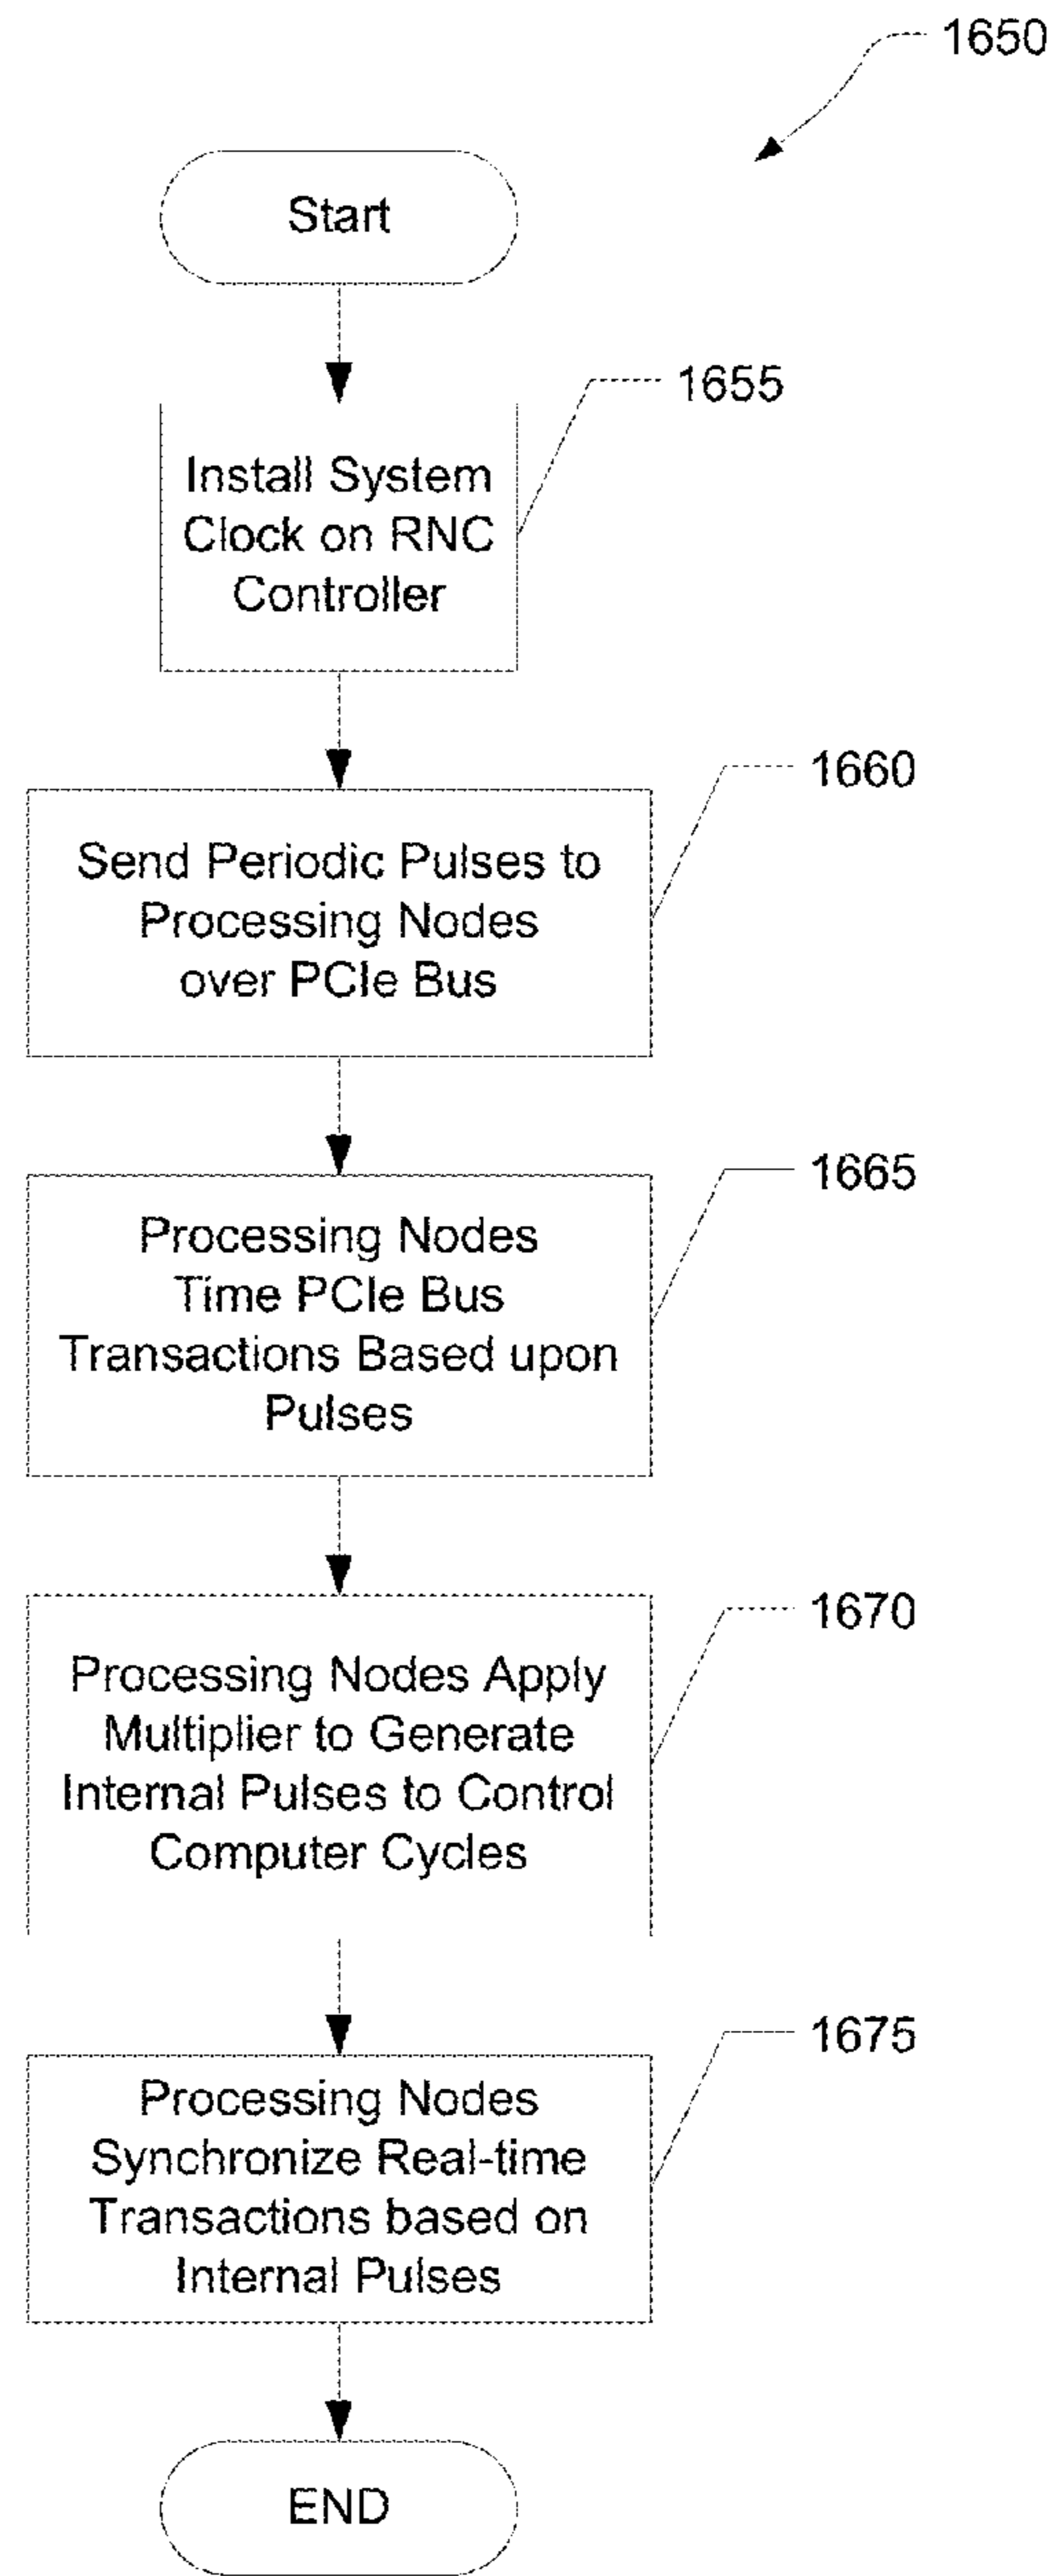 1650
Start
1655
Install System
Clock on RNC
Controller
1660
Send Periodic Pulses to
Processing Nodes
over PCIe Bus
1665
Processing Nodes
Time PCIe Bus
Transactions Based upon
Pulses
1670
Processing Nodes Apply
Multiplier to Generate
Internal Pulses to Control
Computer Cycles
1675
Processing Nodes
Synchronize Real-time
Transactions based on
Internal Pulses
END